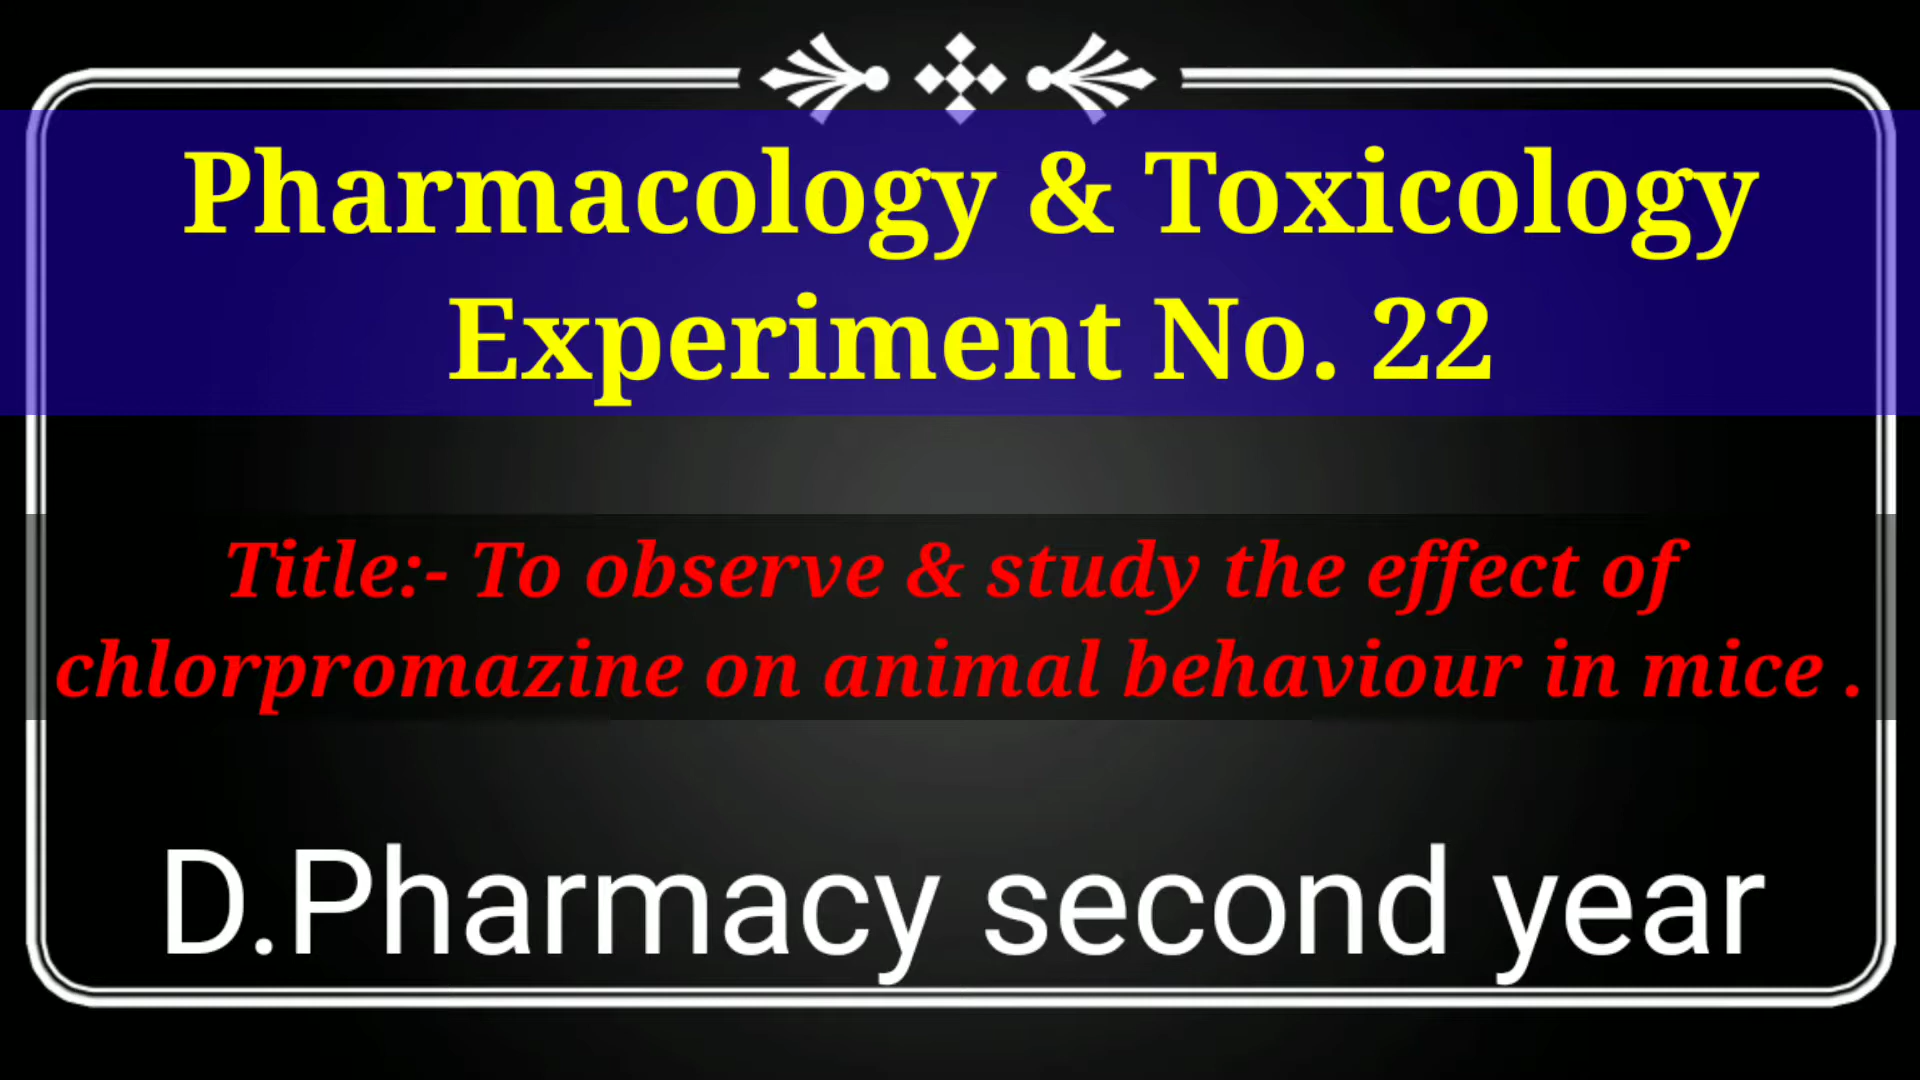 Pharmacology & Toxicology
Experiment No. 22
Title:- To observe & study the effect of
chlorpromazine on animal behaviour in mice .
D.Pharmacy second year